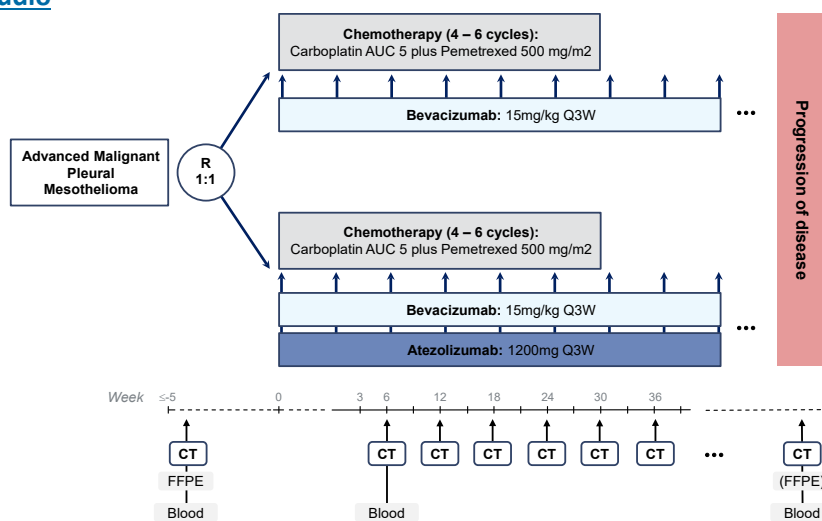 Chemotherapy (4 – 6 cycles):
Carboplatin AUC 5 plus Pemetrexed 500 mg/m2
Bevacizumab: 15mg/kg Q3W
...
Advanced Malignant
Pleural
Mesothelioma
R
1:1
Chemotherapy (4 – 6 cycles):
Carboplatin AUC 5 plus Pemetrexed 500 mg/m2
Bevacizumab: 15mg/kg Q3W
Atezolizumab: 1200mg Q3W
...
Progression of disease
Week ≤-5 0 3 6 12 18 24 30 36
CT CT CT CT CT CT CT ... CT
FFPE (FFPE)
Blood Blood Blood